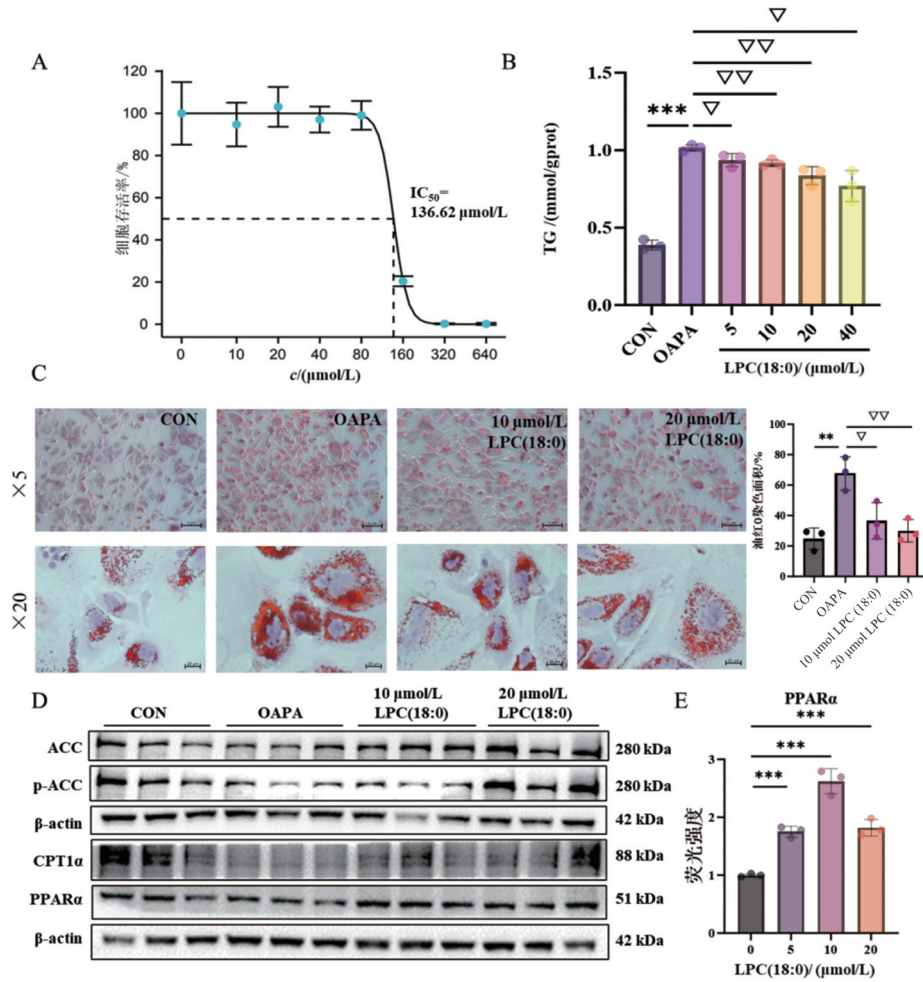 A
120
100
80
60
40
20
0
细胞存活率/%
IC50=
136.62 μmol/L
0 10 20 40 80 160 320 640
c/(μmol/L)
B
▽
▽▽
▽▽
*** ▽
1.5
1.0
0.5
0.0
TG /(mmol/gprot)
CON OAPA 5 10 20 40
LPC(18:0)/ (μmol/L)
C
CON
OAPA
10 μmol/L
LPC(18:0)
20 μmol/L
LPC(18:0)
×5
×20
▽▽
** ▽
100
80
60
40
20
0
油红O染色面积/%
CON
OAPA
10 μmol LPC (18:0)
20 μmol LPC (18:0)
D
CON
OAPA
10 μmol/L
LPC(18:0)
20 μmol/L
LPC(18:0)
ACC 280 kDa
p-ACC 280 kDa
β-actin 42 kDa
CPT1α 88 kDa
PPARα 51 kDa
β-actin 42 kDa
E
PPARα
***
***
***
3
2
1
0
荧光强度
0 5 10 20
LPC(18:0)/ (μmol/L)